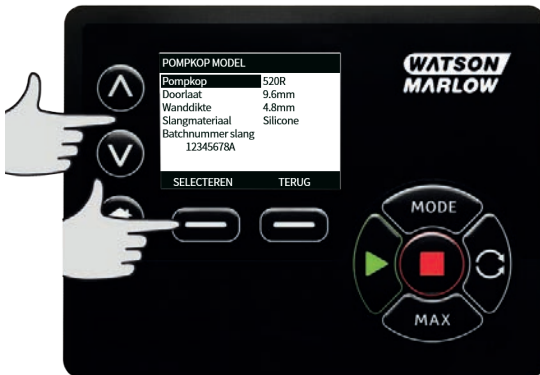 WATSON
MARLOW
POMPKOP MODEL
Pompkop 520R
Doorlaat 9.6mm
Wanddikte 4.8mm
Slangmateriaal Silicone
Batchnummer slang
12345678A
SELECTEREN TERUG
MODE
MAX